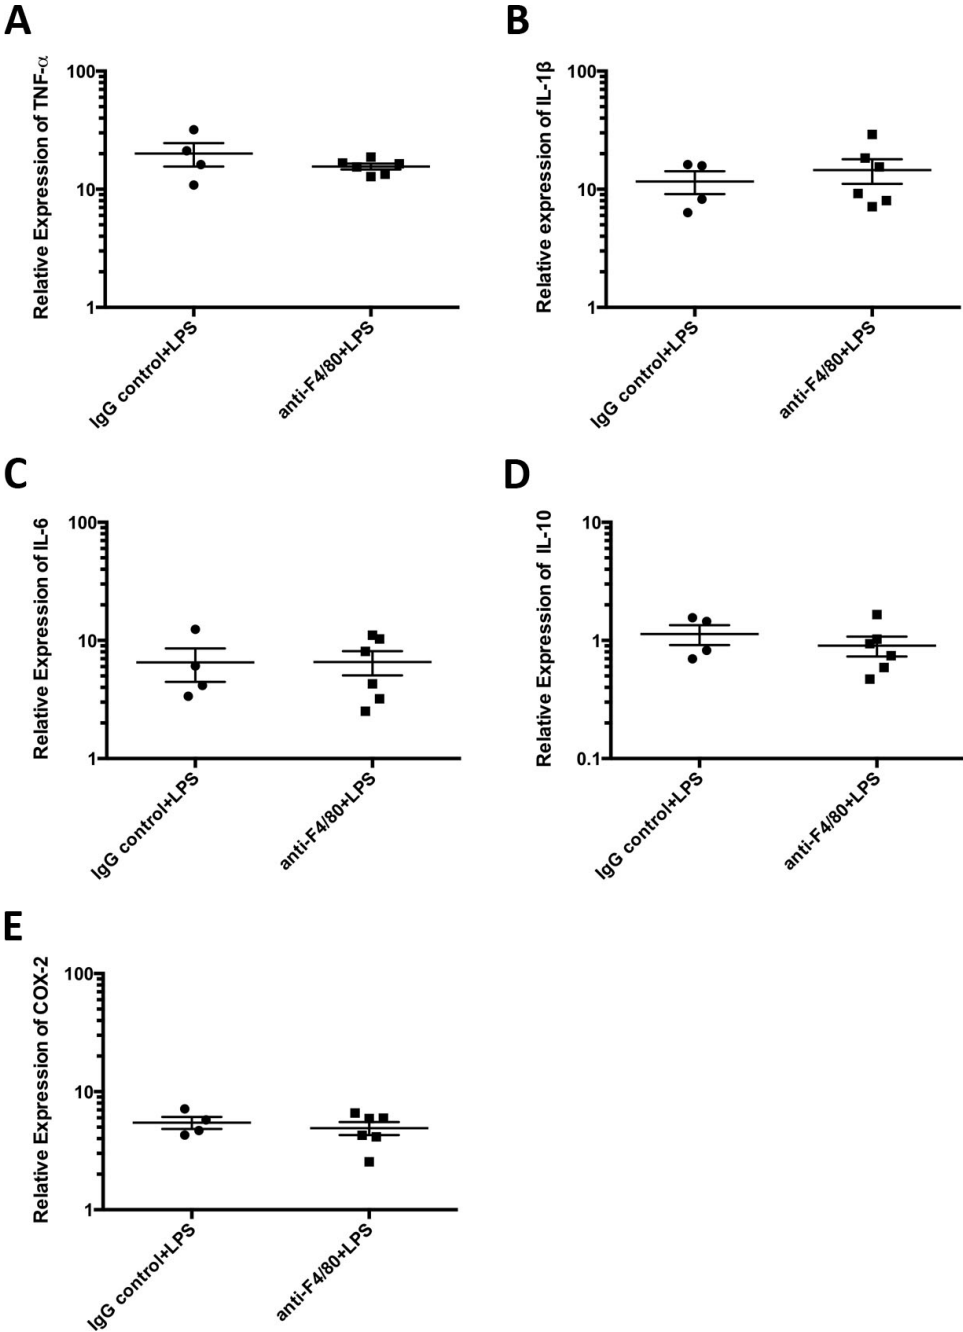 A
Relative Expression of TNF-α
100
10
1
IgG control+LPS
anti-F4/80+LPS
B
Relative expression of IL-1β
100
10
1
IgG control+LPS
anti-F4/80+LPS
C
Relative Expression of IL-6
100
10
1
IgG control+LPS
anti-F4/80+LPS
D
Relative Expression of IL-10
10
1
0.1
IgG control+LPS
anti-F4/80+LPS
E
Relative Expression of COX-2
100
10
1
IgG control+LPS
anti-F4/80+LPS